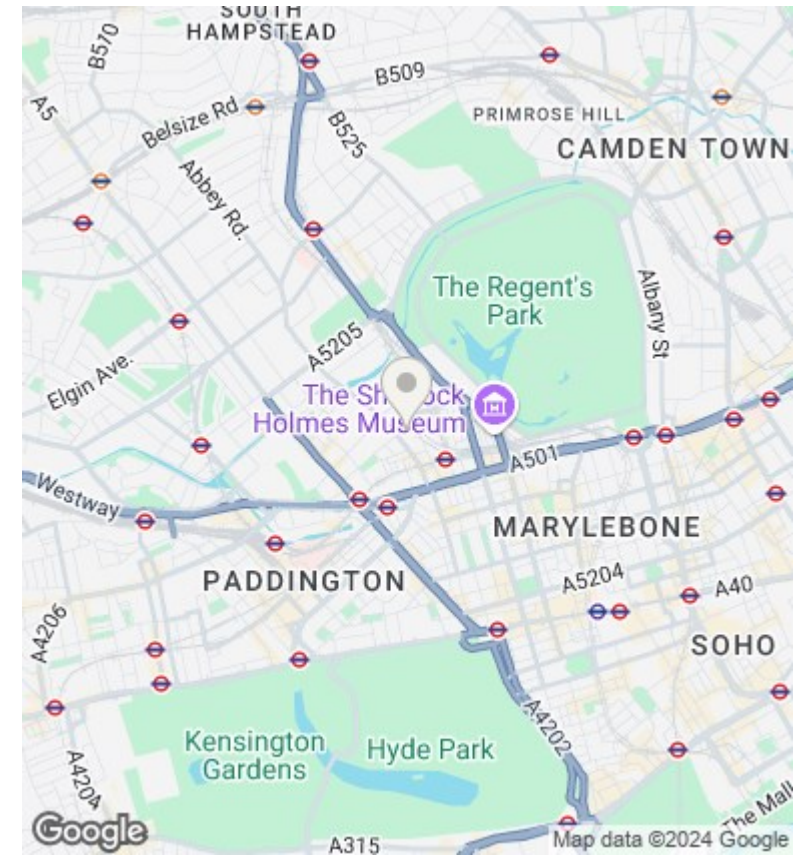 SOUTH
HAMPSTEAD
B570
B509
A5
Belsize Rd
PRIMROSE HILL
B525
CAMDEN TOWN
Abbey Rd.
The Regent's
Park
Albany St
A5205
Elgin Ave.
The Sh lock
Holmes Museum
A501
Westway
MARYLEBONE
PADDINGTON
A5204
A40
A4206
SOHO
A4202
Kensington
Gardens
Hyde Park
A4204
The Mall
A315
Google
Map data ©2024 Google